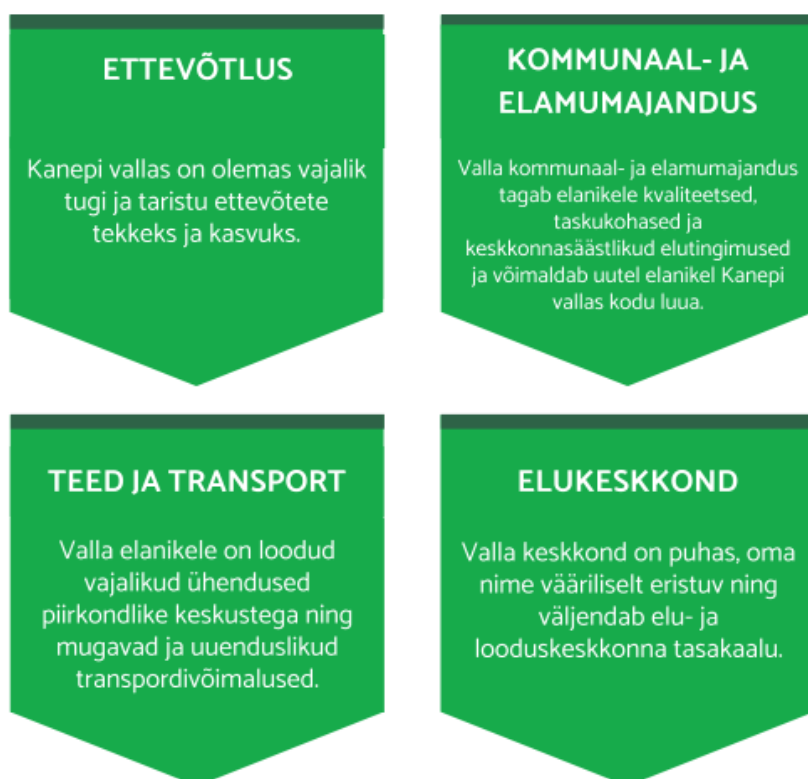 ETTEVÕTLUS
Kanepi vallas on olemas vajalik
tugi ja taristu ettevõtete
tekkeks ja kasvuks.
KOMMUNAAL- JA
ELAMUMAJANDUS
Valla kommunaal- ja elamumajandus
tagab elanikele kvaliteetsed,
taskukohased ja
keskkonnasäästlikud elutingimused
ja võimaldab uutel elanikel Kanepi
vallas kodu luua.
TEED JA TRANSPORT
Valla elanikele on loodud
vajalikud ühendused
piirkondlike keskustega ning
mugavad ja uuenduslikud
transpordivõimalused.
ELUKESKKOND
Valla keskkond on puhas, oma
nime vääriliselt eristuv ning
väljendab elu- ja
looduskeskkonna tasakaalu.